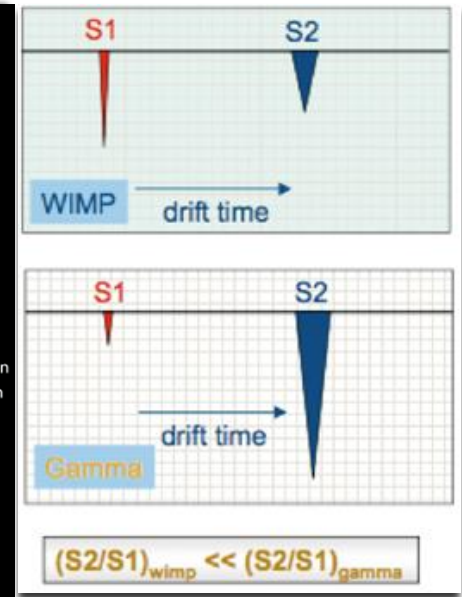 S1 S2
WIMP
drift time
S1 S2
drift time
Gamma
(S2/S1)wimp << (S2/S1)gamma